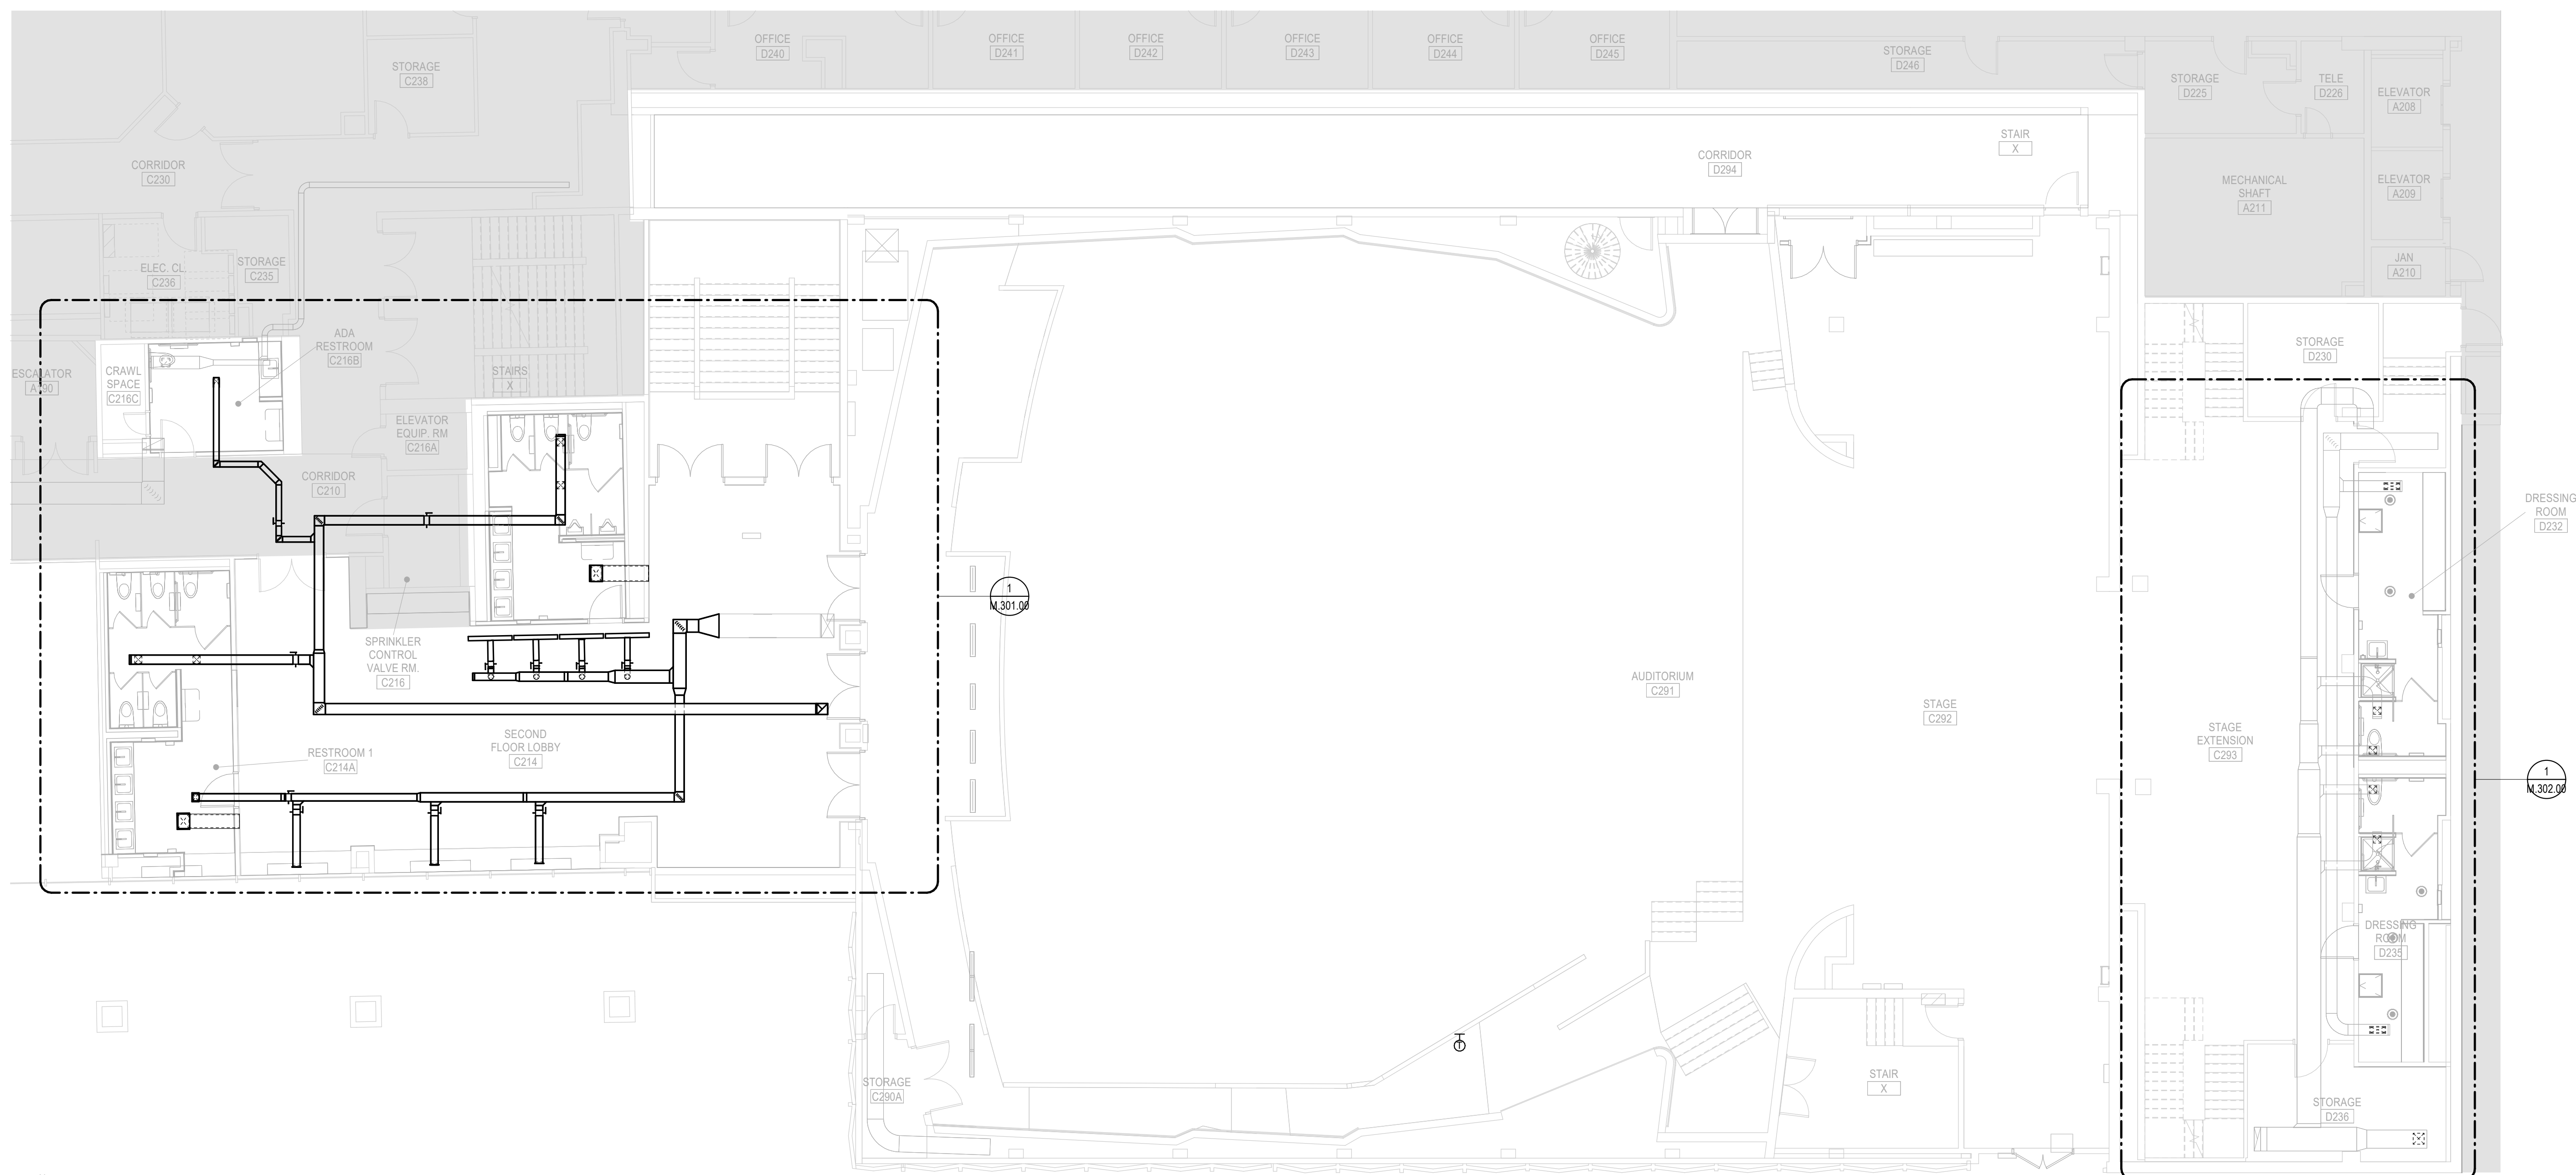 OFFICE
D240
OFFICE
D241
OFFICE
D242
OFFICE
D243
OFFICE
D244
OFFICE
D245
STORAGE
D246
STORAGE
C238
STORAGE
D225
TELE
D226
ELEVATOR
A208
CORRIDOR
C230
CORRIDOR
D294
STAIR
X
MECHANICAL
SHAFT
A211
ELEVATOR
A209
ELEC. CL.
C236
STORAGE
C235
JAN
A210
ADA
RESTROOM
C216B
STORAGE
D230
ESCALATOR
CRAWL
SPACE
C216C
STAIRS
X
ELEVATOR
EQUIP. RM
C216A
CORRIDOR
C210
DRESSING
ROOM
D232
1
M.301.00
SPRINKLER
CONTROL
VALVE RM.
C216
AUDITORIUM
C291
STAGE
C292
SECOND
FLOOR LOBBY
C214
RESTROOM 1
C214A
STAGE
EXTENSION
C293
1
M.302.00
DRESSING
ROOM
D235
T
STORAGE
C290A
STAIR
X
STORAGE
D236